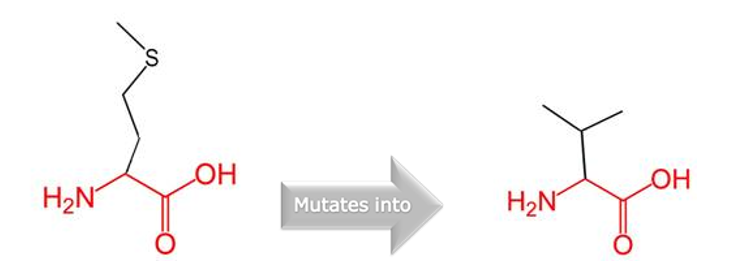 S
H₂N
OH
O
Mutates into
H₂N
OH
O